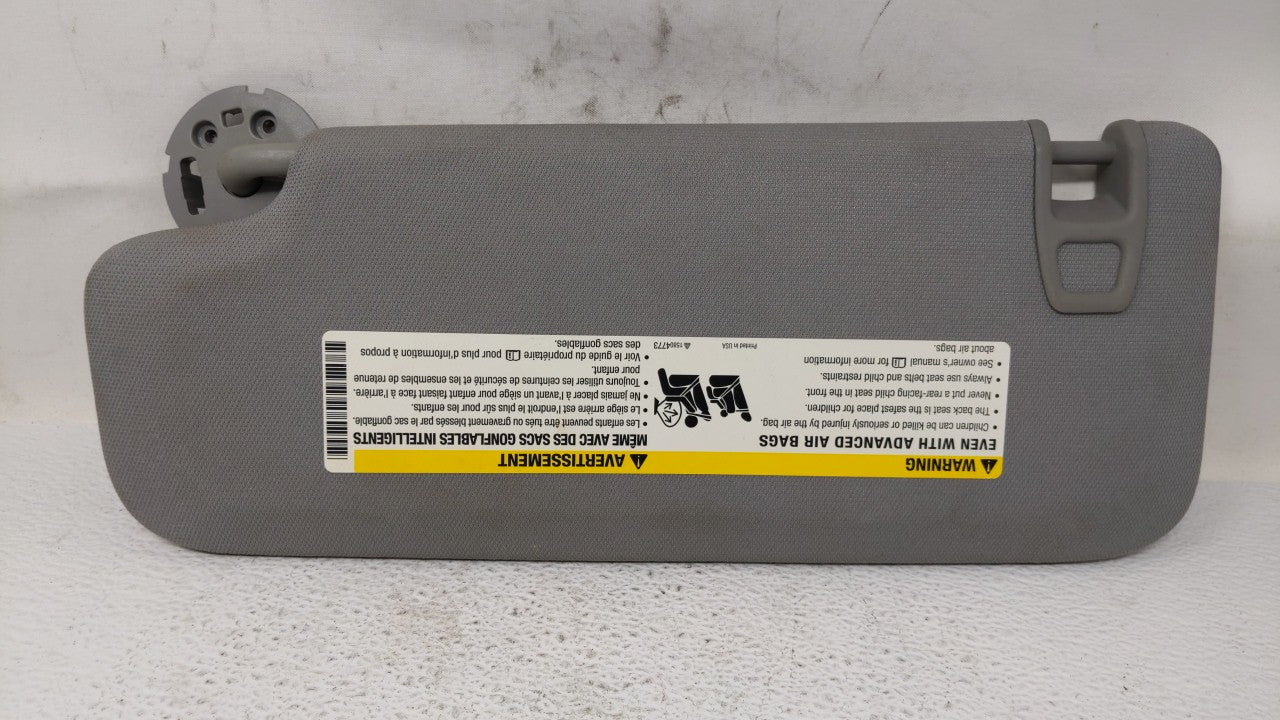 ⚠ WARNING
EVEN WITH ADVANCED AIR BAGS
• Children can be killed or seriously injured by the air bag.
• The back seat is the safest place for children.
• Never put a rear-facing child seat in the front.
• Always use seat belts and child restraints.
• See owner's manual for more information
about air bags.
Printed in USA
15804773
⚠ AVERTISSEMENT
MÊME AVEC DES SACS GONFLABLES INTELLIGENTS
• Les enfants peuvent être tués ou gravement blessés par le sac gonflable.
• Le siège arrière est l'endroit le plus sûr pour les enfants.
• Ne jamais placer à l'avant un siège pour enfant faisant face à l'arrière.
• Toujours utiliser les ceintures de sécurité et les ensembles de retenue
pour enfant.
• Voir le guide du propriétaire pour plus d'information à propos
des sacs gonflables.